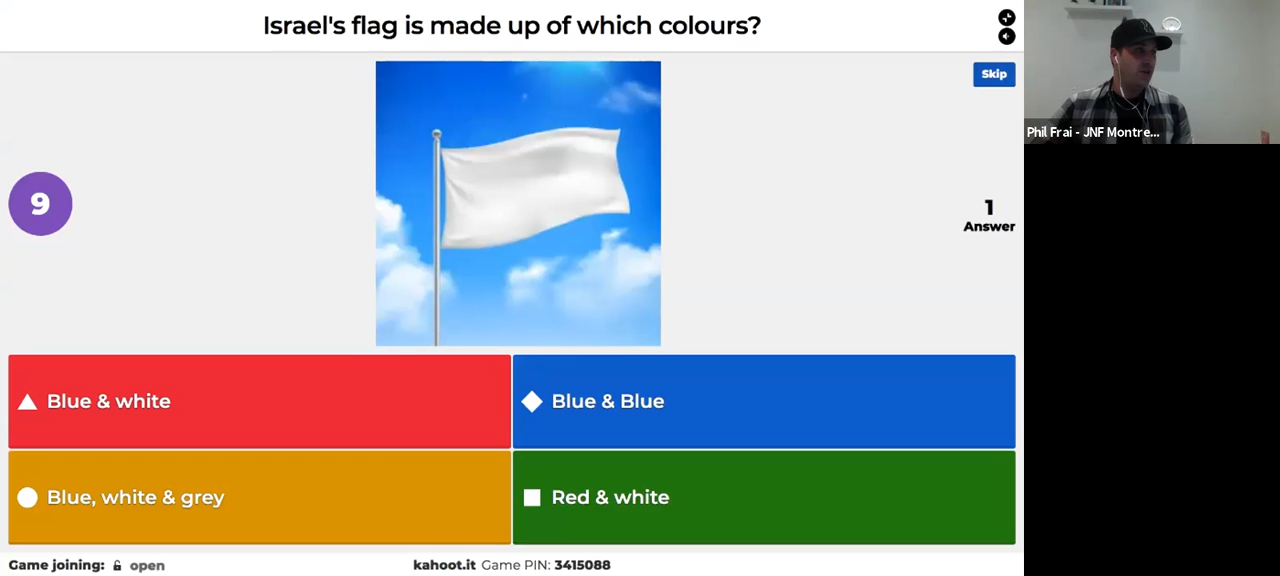 Israel's flag is made up of which colours?
Skip
Phil Frai - JNF Montre...
9
1
Answer
Blue & white
Blue & Blue
Blue, white & grey
Red & white
Game joining: open
kahoot.it Game PIN: 3415088